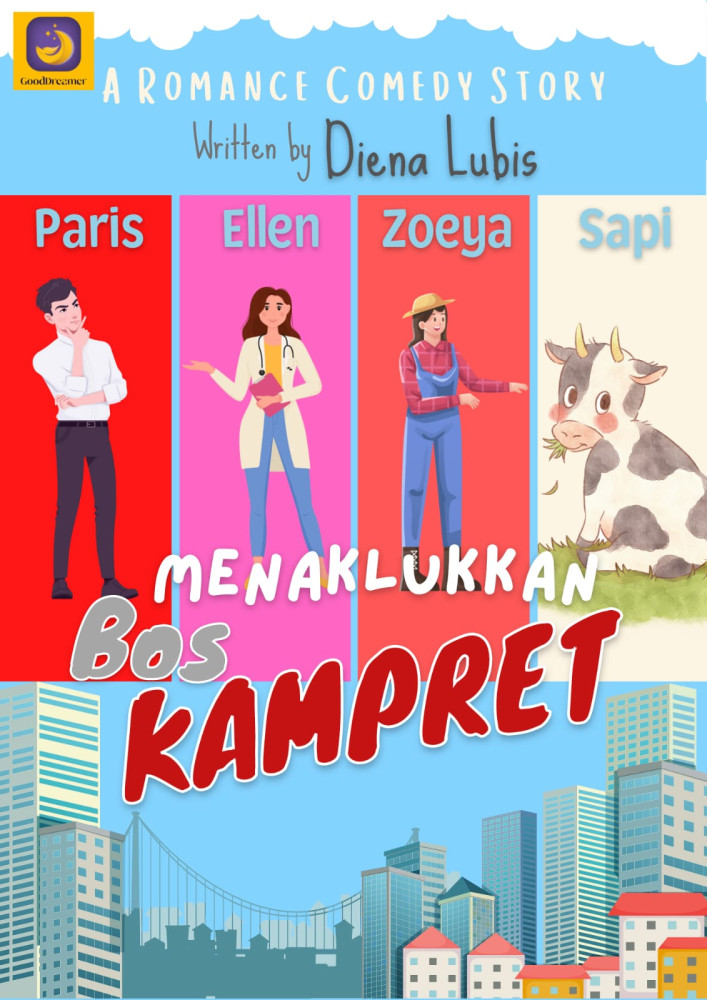 GoodDreamer
A ROMANCE COMEDY STORY
Written by Diena Lubis
Paris Ellen Zoeya Sapi
MENAKLUKKAN
Bos
KAMPRET